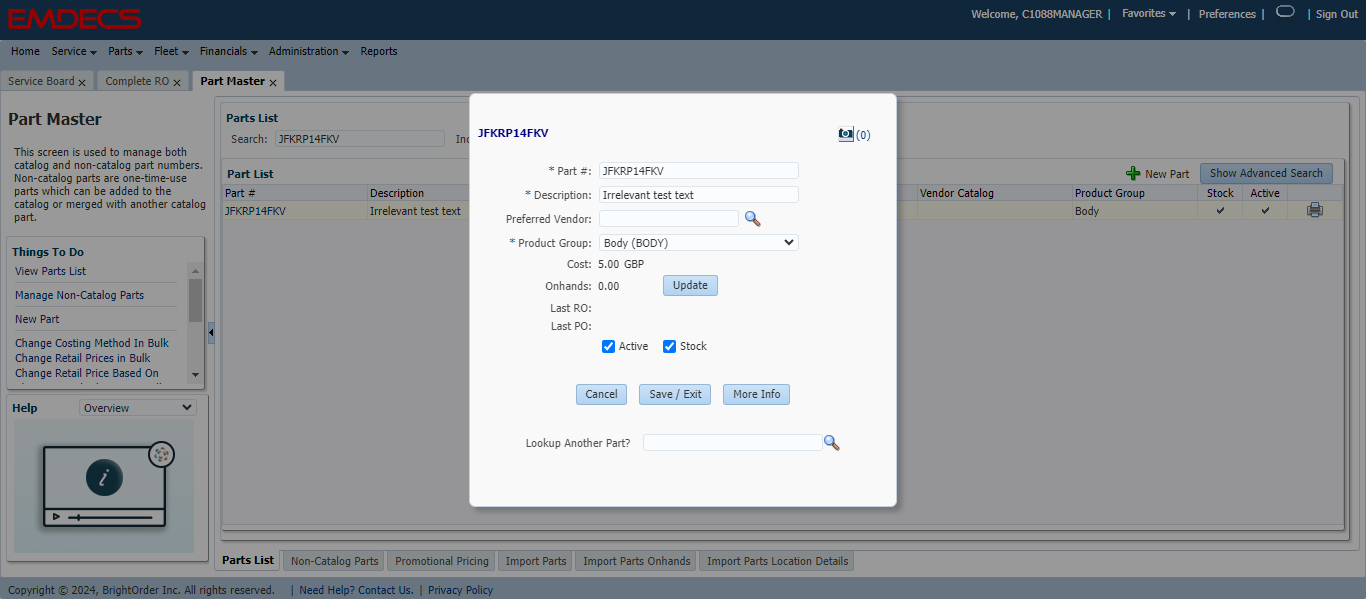 EMDECS
Welcome, C1088MANAGER | Favorites | Preferences | | Sign Out
Home Service Parts Fleet Financials Administration Reports
Service Board x Complete RO x Part Master x
Part Master
This screen is used to manage both
catalog and non-catalog part numbers.
Non-catalog parts are one-time-use
parts which can be added to the
catalog or merged with another catalog
part.
Things To Do
View Parts List
Manage Non-Catalog Parts
New Part
Change Costing Method In Bulk
Change Retail Prices in Bulk
Change Retail Price Based On
Help Overview
i
Parts List
Search: JFKRP14FKV
Part List New Part Show Advanced Search
Part # Description Vendor Catalog Product Group Stock Active
JFKRP14FKV Irrelevant test text Body
JFKRP14FKV (0)
* Part #: JFKRP14FKV
* Description: Irrelevant test text
Preferred Vendor:
* Product Group: Body (BODY)
Cost: 5.00 GBP
Onhands: 0.00 Update
Last RO:
Last PO:
Active Stock
Cancel Save / Exit More Info
Lookup Another Part?
Parts List Non-Catalog Parts Promotional Pricing Import Parts Import Parts Onhands Import Parts Location Details
Copyright © 2024, BrightOrder Inc. All rights reserved. | Need Help? Contact Us. | Privacy Policy